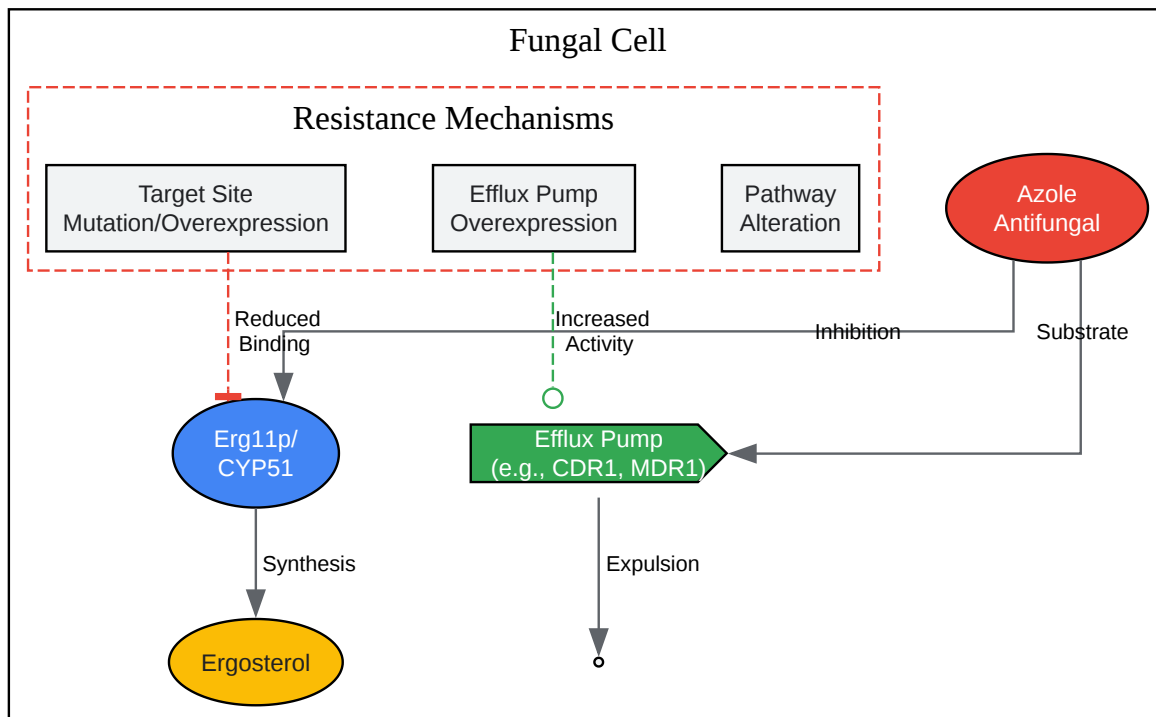 Fungal Cell
Resistance Mechanisms
Target Site
Mutation/Overexpression
Efflux Pump
Overexpression
Pathway
Alteration
Azole
Antifungal
Reduced
Binding
Increased
Activity
Inhibition
Substrate
Erg11p/
CYP51
Efflux Pump
(e.g., CDR1, MDR1)
Synthesis
Expulsion
Ergosterol